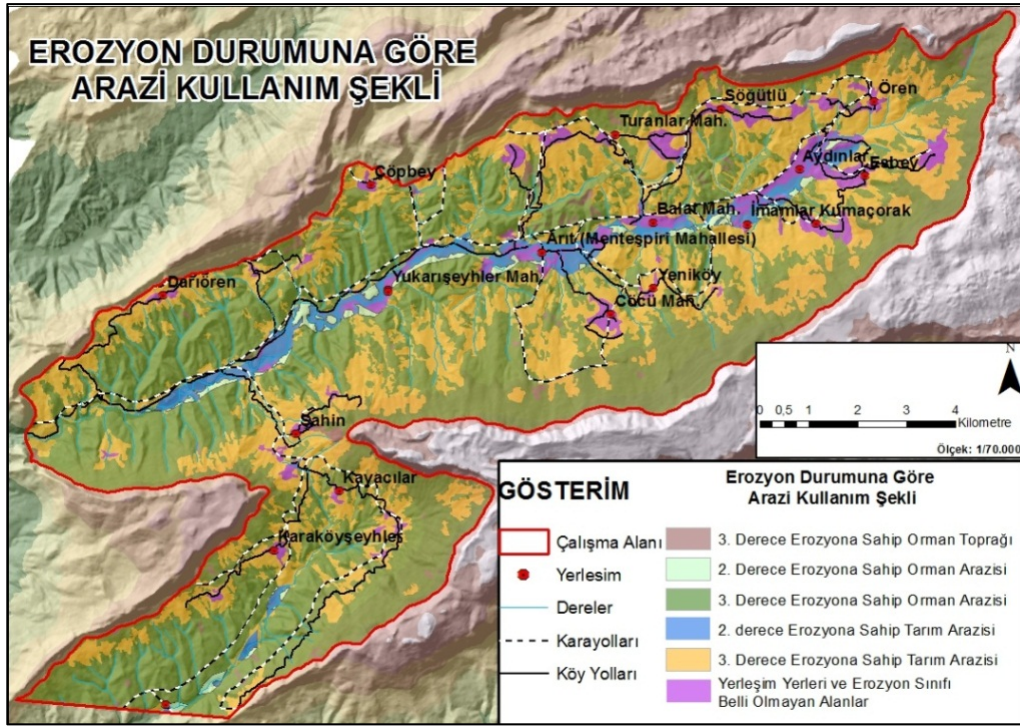 EROZYON DURUMUNA GÖRE
ARAZİ KULLANIM ŞEKLİ
Ören
Söğütlü
Turanlar Mah.
Aydınlar
Esbey
Çöpbey
Balat Mah.
İmamlar Kumaçorak
Arıt (Menteşpiri Mahallesi)
Darıören
Yukarışeyhler Mah.
Yeniköy
Cöcü Mah.
Şahin
Kayacılar
Karaköyşeyhler
N
0 0,5 1 2 3 4
Kilometre
Ölçek: 1/70.000
GÖSTERİM
Çalışma Alanı
Yerlesim
Dereler
Karayolları
Köy Yolları
Erozyon Durumuna Göre
Arazi Kullanım Şekli
3. Derece Erozyona Sahip Orman Toprağı
2. Derece Erozyona Sahip Orman Arazisi
3. Derece Erozyona Sahip Orman Arazisi
2. derece Erozyona Sahip Tarım Arazisi
3. Derece Erozyona Sahip Tarım Arazisi
Yerleşim Yerleri ve Erozyon Sınıfı
Belli Olmayan Alanlar